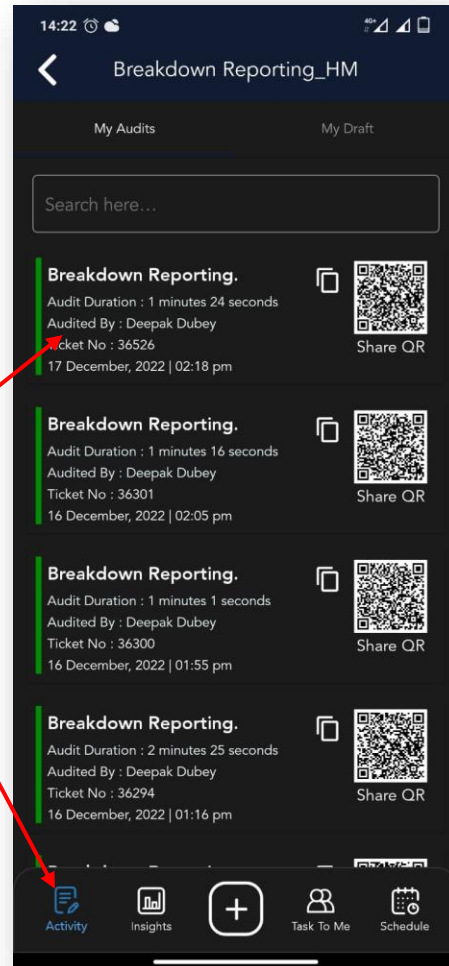 14:22
4G+
Breakdown Reporting_HM
My Audits
My Draft
Search here...
Breakdown Reporting.
Audit Duration : 1 minutes 24 seconds
Audited By : Deepak Dubey
Ticket No : 36526
17 December, 2022 | 02:18 pm
Share QR
Breakdown Reporting.
Audit Duration : 1 minutes 16 seconds
Audited By : Deepak Dubey
Ticket No : 36301
16 December, 2022 | 02:05 pm
Share QR
Breakdown Reporting.
Audit Duration : 1 minutes 1 seconds
Audited By : Deepak Dubey
Ticket No : 36300
16 December, 2022 | 01:55 pm
Share QR
Breakdown Reporting.
Audit Duration : 2 minutes 25 seconds
Audited By : Deepak Dubey
Ticket No : 36294
16 December, 2022 | 01:16 pm
Share QR
Activity
Insights
Task To Me
Schedule